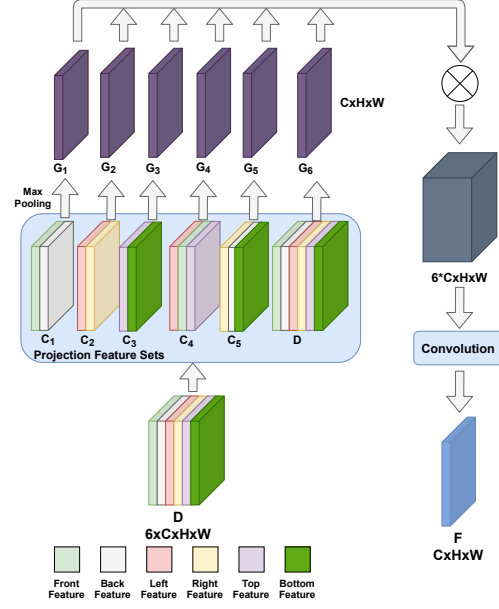 CxHxW
G1 G2 G3 G4 G5 G6
Max
Pooling
6*CxHxW
C1 C2 C3 C4 C5 D
Projection Feature Sets
Convolution
D
6xCxHxW
F
CxHxW
Front
Feature
Back
Feature
Left
Feature
Right
Feature
Top
Feature
Bottom
Feature